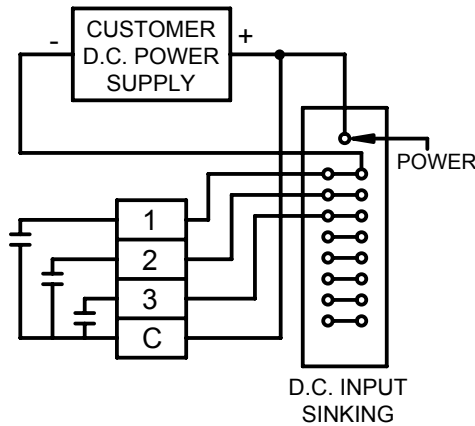 CUSTOMER
D.C. POWER
SUPPLY
-
+
POWER
1
2
3
C
D.C. INPUT
SINKING